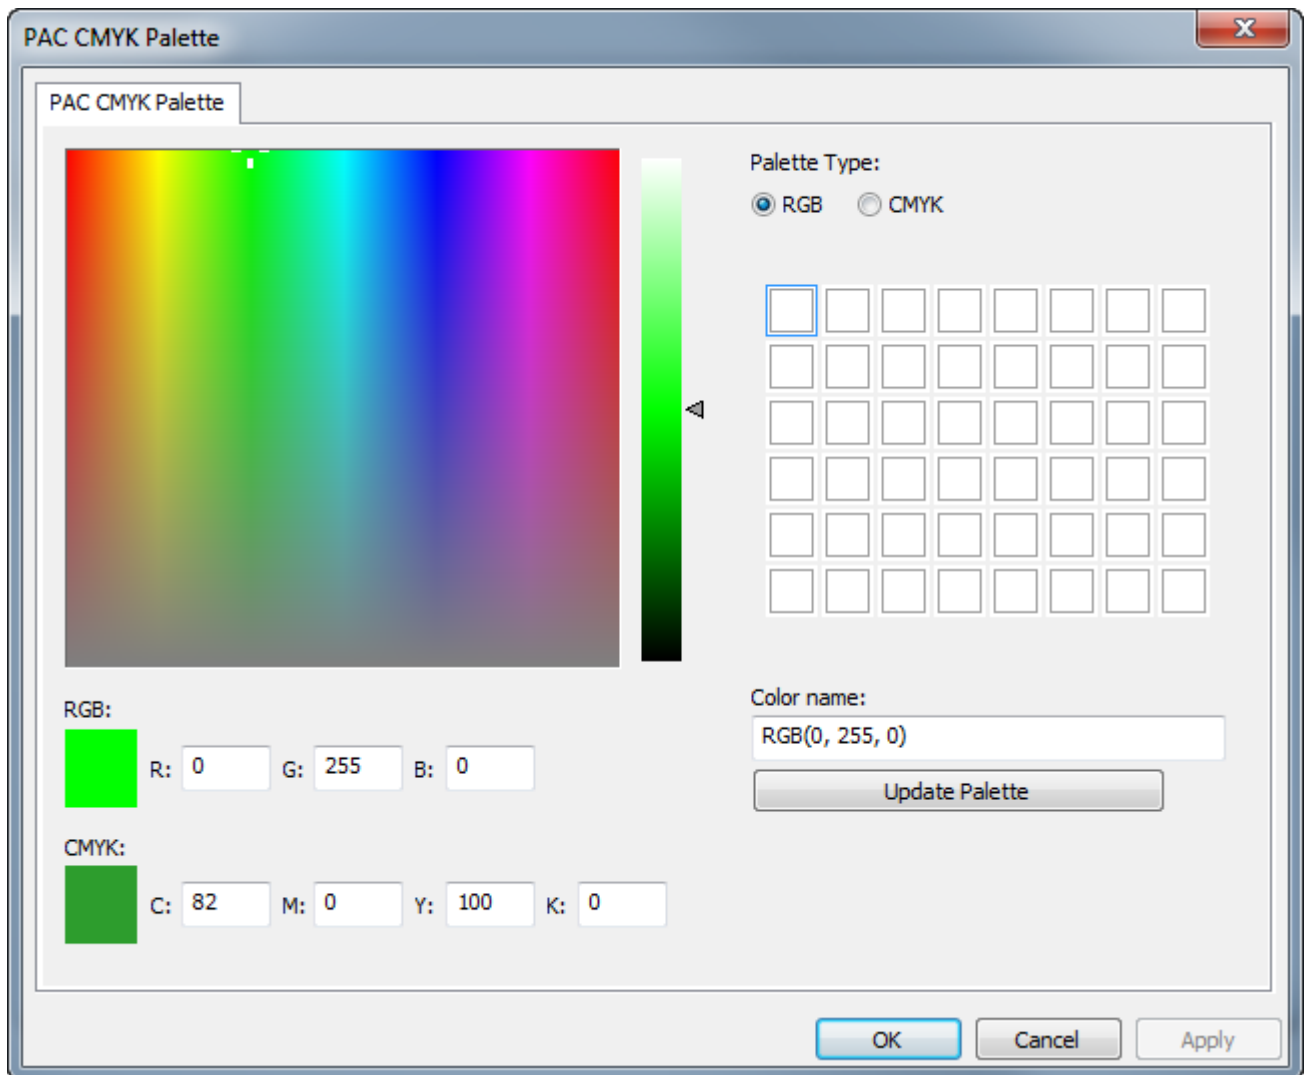 PAC CMYK Palette
PAC CMYK Palette
Palette Type:
RGB CMYK
Color name:
RGB(0, 255, 0)
Update Palette
RGB:
R: 0 G: 255 B: 0
CMYK:
C: 82 M: 0 Y: 100 K: 0
OK Cancel Apply